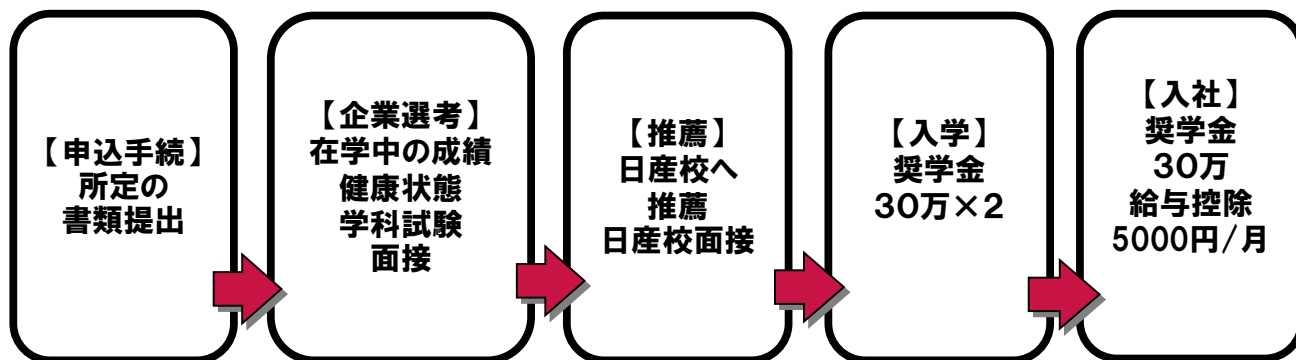 【申込手続】
所定の
書類提出
【企業選考】
在学中の成績
健康状態
学科試験
面接
【推薦】
日産校へ
推薦
日産校面接
【入学】
奨学金
30万×2
【入社】
奨学金
30万
給与控除
5000円/月